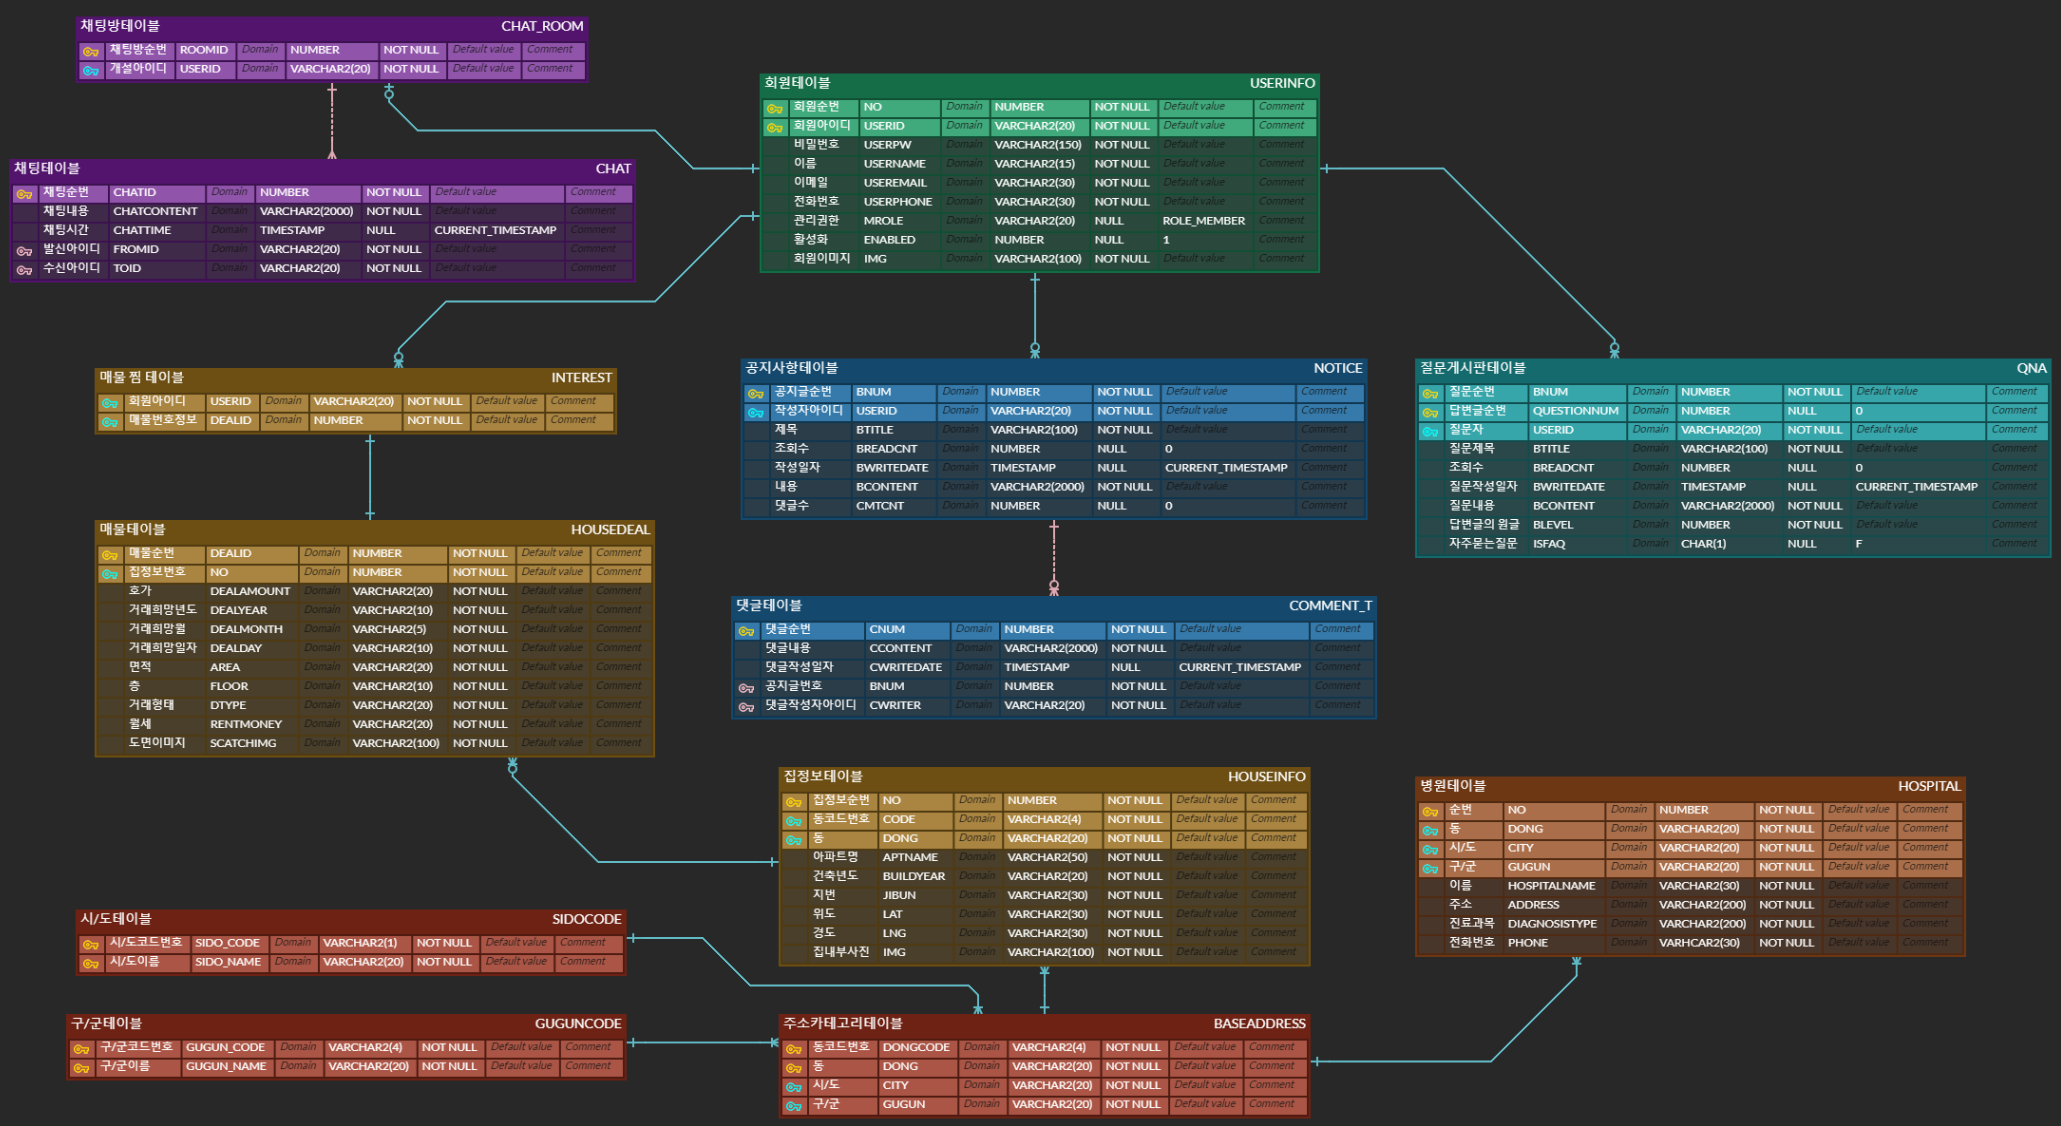 채팅방테이블 CHAT_ROOM
채팅방순번 ROOMID Domain NUMBER NOT NULL Default value Comment
개설아이디 USERID Domain VARCHAR2(20) NOT NULL Default value Comment
채팅테이블 CHAT
채팅순번 CHATID Domain NUMBER NOT NULL Default value Comment
채팅내용 CHATCONTENT Domain VARCHAR2(2000) NOT NULL Default value Comment
채팅시간 CHATTIME Domain TIMESTAMP NULL CURRENT_TIMESTAMP Comment
발신아이디 FROMID Domain VARCHAR2(20) NOT NULL Default value Comment
수신아이디 TOID Domain VARCHAR2(20) NOT NULL Default value Comment
회원테이블 USERINFO
회원순번 NO Domain NUMBER NOT NULL Default value Comment
회원아이디 USERID Domain VARCHAR2(20) NOT NULL Default value Comment
비밀번호 USERPW Domain VARCHAR2(150) NOT NULL Default value Comment
이름 USERNAME Domain VARCHAR2(15) NOT NULL Default value Comment
이메일 USEREMAIL Domain VARCHAR2(30) NOT NULL Default value Comment
전화번호 USERPHONE Domain VARCHAR2(30) NOT NULL Default value Comment
관리권한 MROLE Domain VARCHAR2(20) NULL ROLE_MEMBER Comment
활성화 ENABLED Domain NUMBER NULL 1 Comment
회원이미지 IMG Domain VARCHAR2(100) NOT NULL Default value Comment
매물 찜 테이블 INTEREST
회원아이디 USERID Domain VARCHAR2(20) NOT NULL Default value Comment
매물번호정보 DEALID Domain NUMBER NOT NULL Default value Comment
공지사항테이블 NOTICE
공지글순번 BNUM Domain NUMBER NOT NULL Default value Comment
작성자아이디 USERID Domain VARCHAR2(20) NOT NULL Default value Comment
제목 BTITLE Domain VARCHAR2(100) NOT NULL Default value Comment
조회수 BREADCNT Domain NUMBER NULL 0 Comment
작성일자 BWRITEDATE Domain TIMESTAMP NULL CURRENT_TIMESTAMP Comment
내용 BCONTENT Domain VARCHAR2(2000) NOT NULL Default value Comment
댓글수 CMTCNT Domain NUMBER NULL 0 Comment
질문게시판테이블 QNA
질문순번 BNUM Domain NUMBER NOT NULL Default value Comment
답변글순번 QUESTIONNUM Domain NUMBER NULL 0 Comment
질문자 USERID Domain VARCHAR2(20) NOT NULL Default value Comment
질문제목 BTITLE Domain VARCHAR2(100) NOT NULL Default value Comment
조회수 BREADCNT Domain NUMBER NULL 0 Comment
질문작성일자 BWRITEDATE Domain TIMESTAMP NULL CURRENT_TIMESTAMP Comment
질문내용 BCONTENT Domain VARCHAR2(2000) NOT NULL Default value Comment
답변글의 원글 BLEVEL Domain NUMBER NOT NULL Default value Comment
자주묻는질문 ISFAQ Domain CHAR(1) NULL F Comment
매물테이블 HOUSEDEAL
매물순번 DEALID Domain NUMBER NOT NULL Default value Comment
집정보번호 NO Domain NUMBER NOT NULL Default value Comment
호가 DEALAMOUNT Domain VARCHAR2(20) NOT NULL Default value Comment
거래희망년도 DEALYEAR Domain VARCHAR2(10) NOT NULL Default value Comment
거래희망월 DEALMONTH Domain VARCHAR2(5) NOT NULL Default value Comment
거래희망일자 DEALDAY Domain VARCHAR2(10) NOT NULL Default value Comment
면적 AREA Domain VARCHAR2(20) NOT NULL Default value Comment
층 FLOOR Domain VARCHAR2(10) NOT NULL Default value Comment
거래형태 DTYPE Domain VARCHAR2(20) NOT NULL Default value Comment
월세 RENTMONEY Domain VARCHAR2(20) NOT NULL Default value Comment
도면이미지 SCATCHIMG Domain VARCHAR2(100) NOT NULL Default value Comment
댓글테이블 COMMENT_T
댓글순번 CNUM Domain NUMBER NOT NULL Default value Comment
댓글내용 CCONTENT Domain VARCHAR2(2000) NOT NULL Default value Comment
댓글작성일자 CWRITEDATE Domain TIMESTAMP NULL CURRENT_TIMESTAMP Comment
공지글번호 BNUM Domain NUMBER NOT NULL Default value Comment
댓글작성자아이디 CWRITER Domain VARCHAR2(20) NOT NULL Default value Comment
집정보테이블 HOUSEINFO
집정보순번 NO Domain NUMBER NOT NULL Default value Comment
동코드번호 CODE Domain VARCHAR2(4) NOT NULL Default value Comment
동 DONG Domain VARCHAR2(20) NOT NULL Default value Comment
아파트명 APTNAME Domain VARCHAR2(50) NOT NULL Default value Comment
건축년도 BUILDYEAR Domain VARCHAR2(20) NOT NULL Default value Comment
지번 JIBUN Domain VARCHAR2(30) NOT NULL Default value Comment
위도 LAT Domain VARCHAR2(30) NOT NULL Default value Comment
경도 LNG Domain VARCHAR2(30) NOT NULL Default value Comment
집내부사진 IMG Domain VARCHAR2(100) NOT NULL Default value Comment
병원테이블 HOSPITAL
순번 NO Domain NUMBER NOT NULL Default value Comment
동 DONG Domain VARCHAR2(20) NOT NULL Default value Comment
시/도 CITY Domain VARCHAR2(20) NOT NULL Default value Comment
구/군 GUGUN Domain VARCHAR2(20) NOT NULL Default value Comment
이름 HOSPITALNAME Domain VARCHAR2(30) NOT NULL Default value Comment
주소 ADDRESS Domain VARCHAR2(200) NOT NULL Default value Comment
진료과목 DIAGNOSISTYPE Domain VARCHAR2(200) NOT NULL Default value Comment
전화번호 PHONE Domain VARHCAR2(30) NOT NULL Default value Comment
시/도테이블 SIDOCODE
시/도코드번호 SIDO_CODE Domain VARCHAR2(1) NOT NULL Default value Comment
시/도이름 SIDO_NAME Domain VARCHAR2(20) NOT NULL Default value Comment
구/군테이블 GUGUNCODE
구/군코드번호 GUGUN_CODE Domain VARCHAR2(4) NOT NULL Default value Comment
구/군이름 GUGUN_NAME Domain VARCHAR2(20) NOT NULL Default value Comment
주소카테고리테이블 BASEADDRESS
동코드번호 DONGCODE Domain VARCHAR2(4) NOT NULL Default value Comment
동 DONG Domain VARCHAR2(20) NOT NULL Default value Comment
시/도 CITY Domain VARCHAR2(20) NOT NULL Default value Comment
구/군 GUGUN Domain VARCHAR2(20) NOT NULL Default value Comment